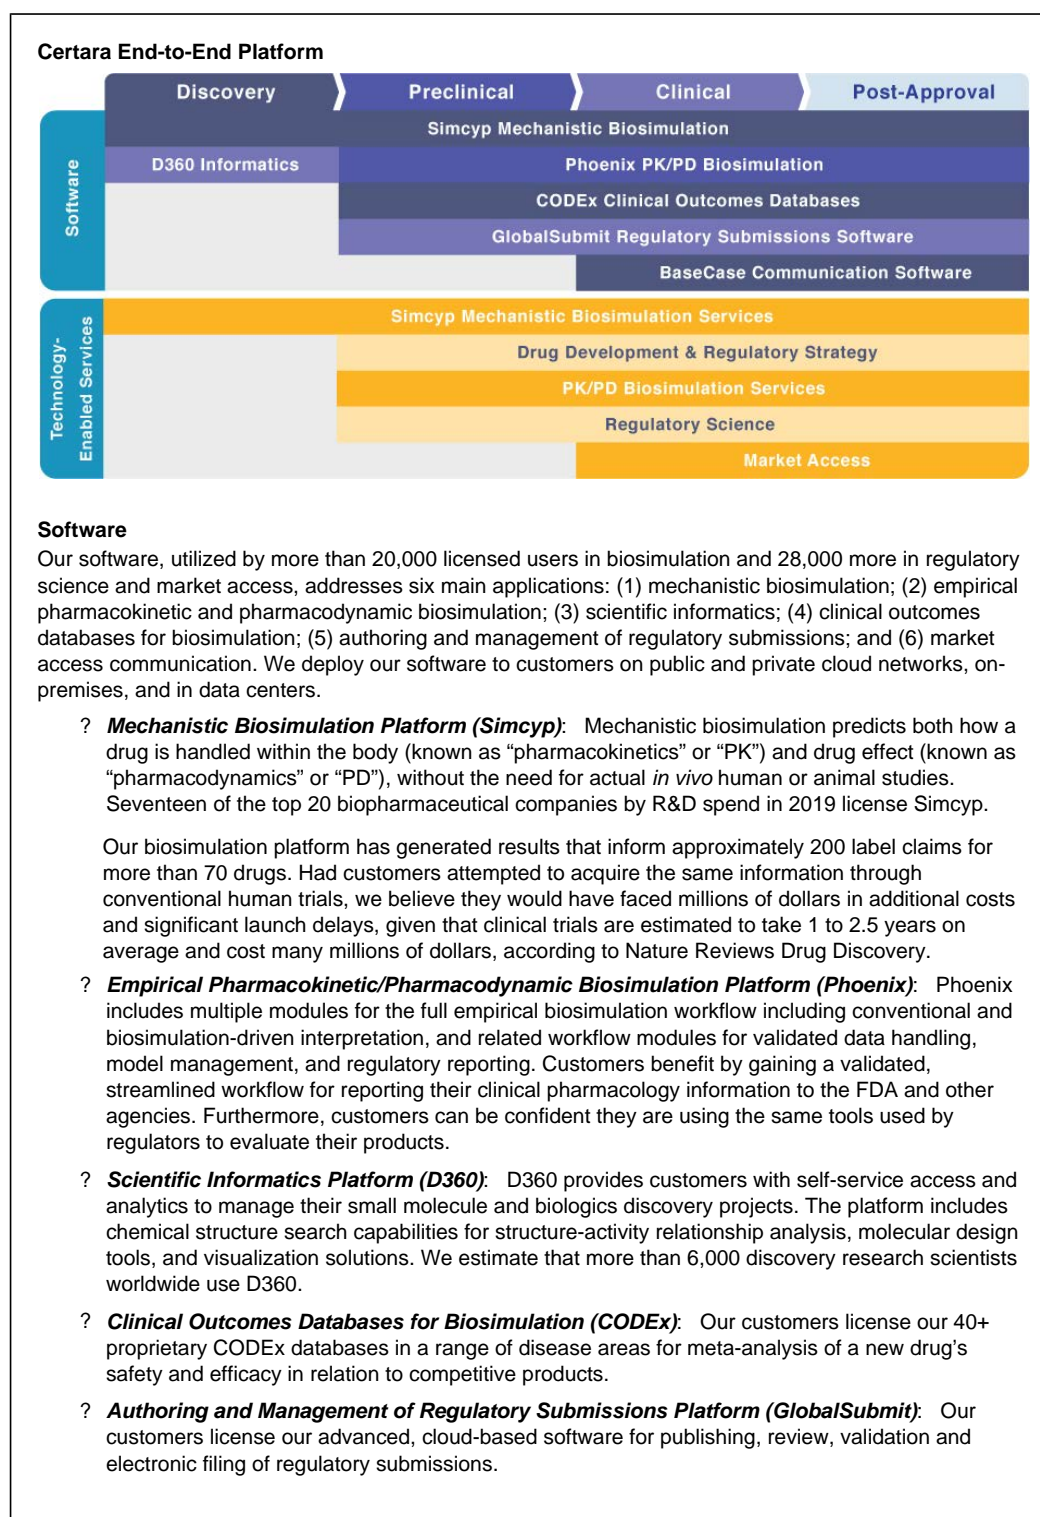 Certara End-to-End Platform
Discovery
Preclinical
Clinical
Post-Approval
Software
Simcyp Mechanistic Biosimulation
D360 Informatics
Phoenix PK/PD Biosimulation
CODEx Clinical Outcomes Databases
GlobalSubmit Regulatory Submissions Software
BaseCase Communication Software
Technology-
Enabled Services
Simcyp Mechanistic Biosimulation Services
Drug Development & Regulatory Strategy
PK/PD Biosimulation Services
Regulatory Science
Market Access
Software
Our software, utilized by more than 20,000 licensed users in biosimulation and 28,000 more in regulatory
science and market access, addresses six main applications: (1) mechanistic biosimulation; (2) empirical
pharmacokinetic and pharmacodynamic biosimulation; (3) scientific informatics; (4) clinical outcomes
databases for biosimulation; (5) authoring and management of regulatory submissions; and (6) market
access communication. We deploy our software to customers on public and private cloud networks, on-
premises, and in data centers.
? Mechanistic Biosimulation Platform (Simcyp): Mechanistic biosimulation predicts both how a
drug is handled within the body (known as “pharmacokinetics” or “PK”) and drug effect (known as
“pharmacodynamics” or “PD”), without the need for actual in vivo human or animal studies.
Seventeen of the top 20 biopharmaceutical companies by R&D spend in 2019 license Simcyp.
Our biosimulation platform has generated results that inform approximately 200 label claims for
more than 70 drugs. Had customers attempted to acquire the same information through
conventional human trials, we believe they would have faced millions of dollars in additional costs
and significant launch delays, given that clinical trials are estimated to take 1 to 2.5 years on
average and cost many millions of dollars, according to Nature Reviews Drug Discovery.
? Empirical Pharmacokinetic/Pharmacodynamic Biosimulation Platform (Phoenix): Phoenix
includes multiple modules for the full empirical biosimulation workflow including conventional and
biosimulation-driven interpretation, and related workflow modules for validated data handling,
model management, and regulatory reporting. Customers benefit by gaining a validated,
streamlined workflow for reporting their clinical pharmacology information to the FDA and other
agencies. Furthermore, customers can be confident they are using the same tools used by
regulators to evaluate their products.
? Scientific Informatics Platform (D360): D360 provides customers with self-service access and
analytics to manage their small molecule and biologics discovery projects. The platform includes
chemical structure search capabilities for structure-activity relationship analysis, molecular design
tools, and visualization solutions. We estimate that more than 6,000 discovery research scientists
worldwide use D360.
? Clinical Outcomes Databases for Biosimulation (CODEx): Our customers license our 40+
proprietary CODEx databases in a range of disease areas for meta-analysis of a new drug’s
safety and efficacy in relation to competitive products.
? Authoring and Management of Regulatory Submissions Platform (GlobalSubmit): Our
customers license our advanced, cloud-based software for publishing, review, validation and
electronic filing of regulatory submissions.